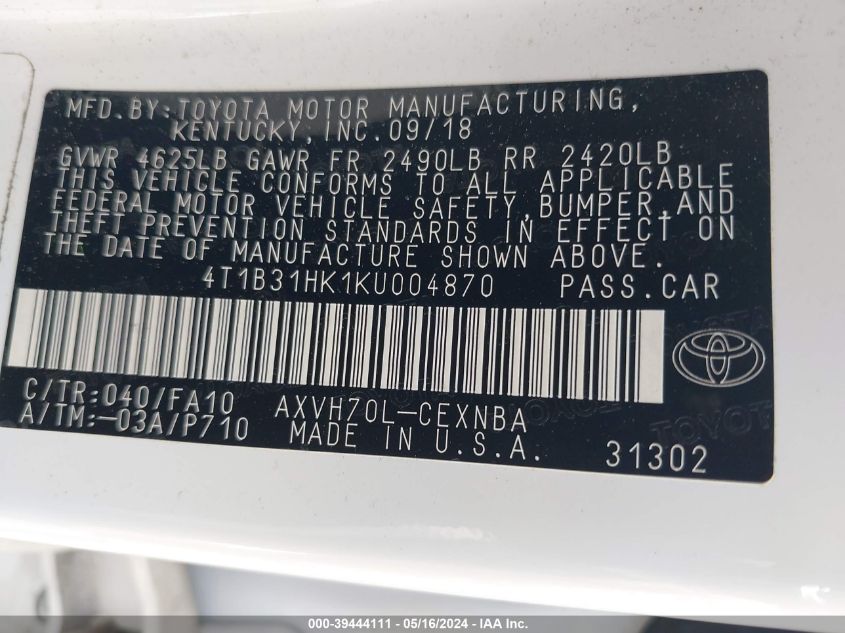 MFD.BY:TOYOTA MOTOR MANUFACTURING,
KENTUCKY,INC.09/18
GVWR 4625LB GAWR FR 2490LB RR 2420LB
THIS VEHICLE CONFORMS TO ALL APPLICABLE
FEDERAL MOTOR VEHICLE SAFETY,BUMPER,AND
THEFT PREVENTION STANDARDS IN EFFECT ON
THE DATE OF MANUFACTURE SHOWN ABOVE.
4T1B31HK1KU004870 PASS.CAR
C/TR:040/FA10 AXVH70L-CEXNBA
A/TM:-03A/P710 MADE IN U.S.A.
31302
000-39444111 - 05/16/2024 - IAA Inc.